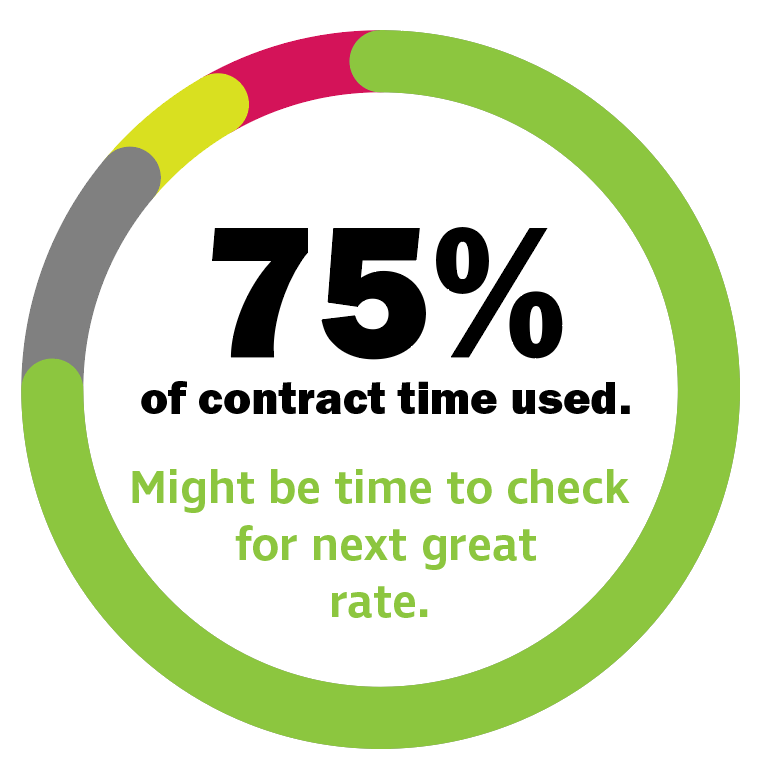 75%
of contract time used.
Might be time to check
for next great
rate.